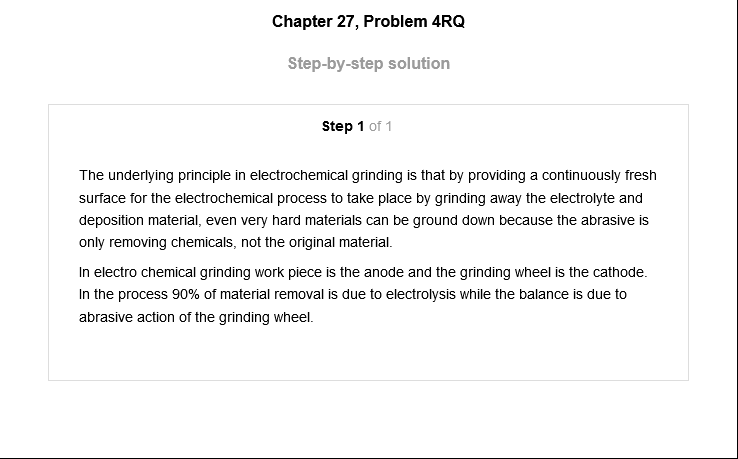 Chapter 27, Problem 4RQ
Step-by-step solution
Step 1 of 1
The underlying principle in electrochemical grinding is that by providing a continuously fresh
surface for the electrochemical process to take place by grinding away the electrolyte and
deposition material, even very hard materials can be ground down because the abrasive is
only removing chemicals, not the original material.
In electro chemical grinding work piece is the anode and the grinding wheel is the cathode.
In the process 90% of material removal is due to electrolysis while the balance is due to
abrasive action of the grinding wheel.